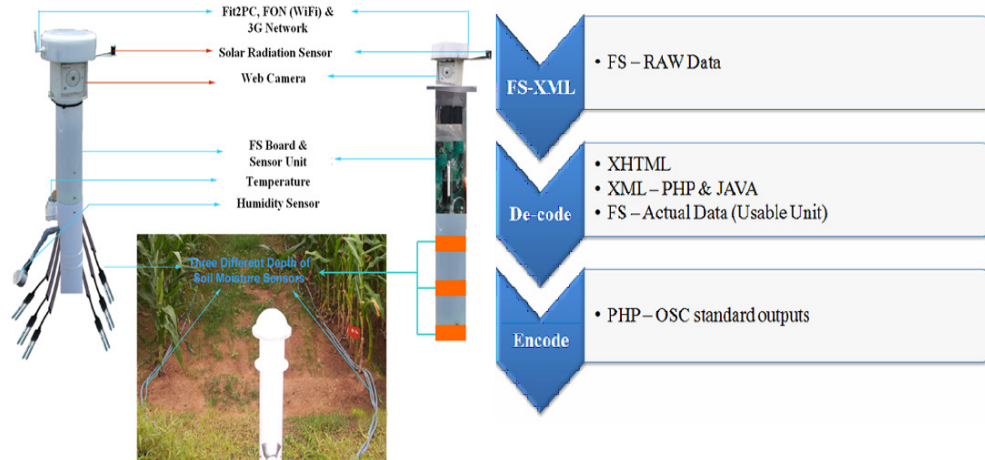 Fit2PC, FON (WiFi) &
3G Network
Solar Radiation Sensor
Web Camera
FS Board &
Sensor Unit
Temperature
Humidity Sensor
Three Different Depth of
Soil Moisture Sensors
FS-XML
• FS – RAW Data
De-code
• XHTML
• XML – PHP & JAVA
• FS – Actual Data (Usable Unit)
Encode
• PHP – OSC standard outputs